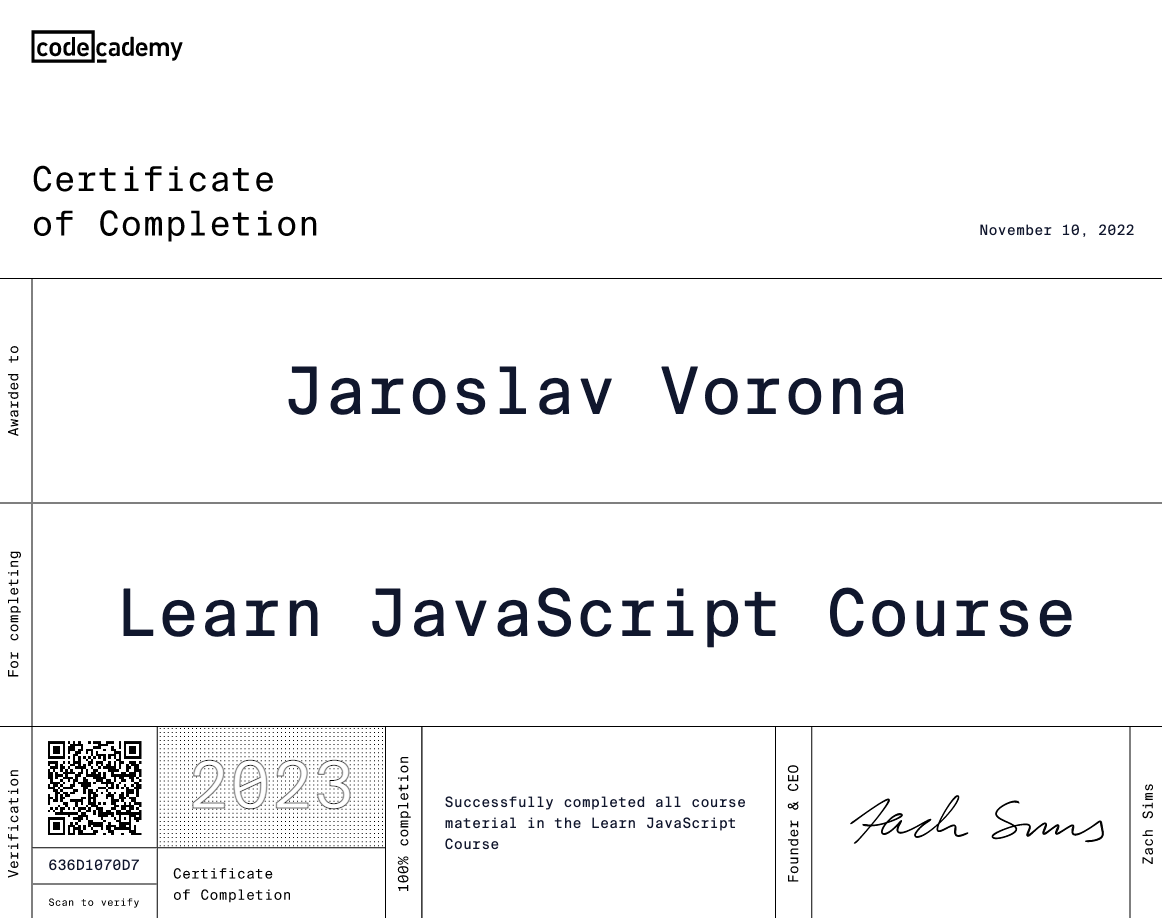 codecademy
Certificate
of Completion
November 10, 2022
Awarded to
Jaroslav Vorona
For completing
Learn JavaScript Course
Verification
636D1070D7
Scan to verify
2023
Certificate
of Completion
100% completion
Successfully completed all course
material in the Learn JavaScript
Course
Founder & CEO
Zach Sims
Zach Sims